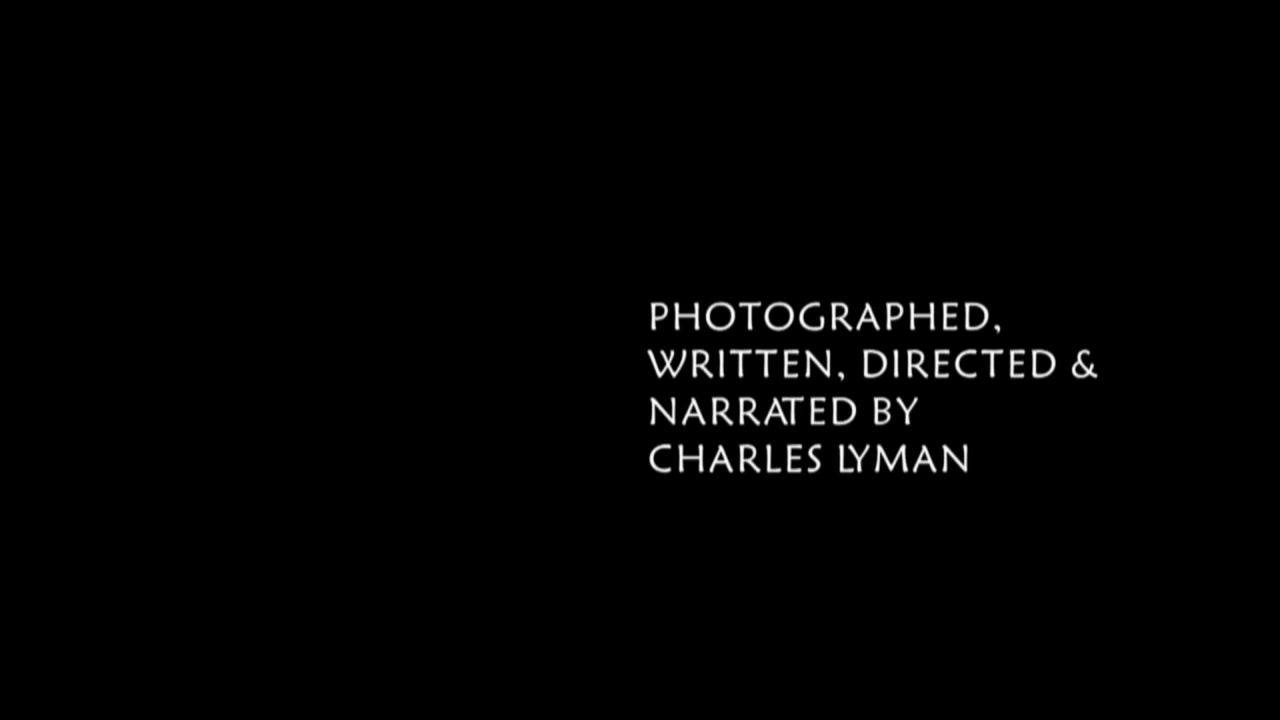 PHOTOGRAPHED,
WRITTEN, DIRECTED &
NARRATED BY
CHARLES LYMAN